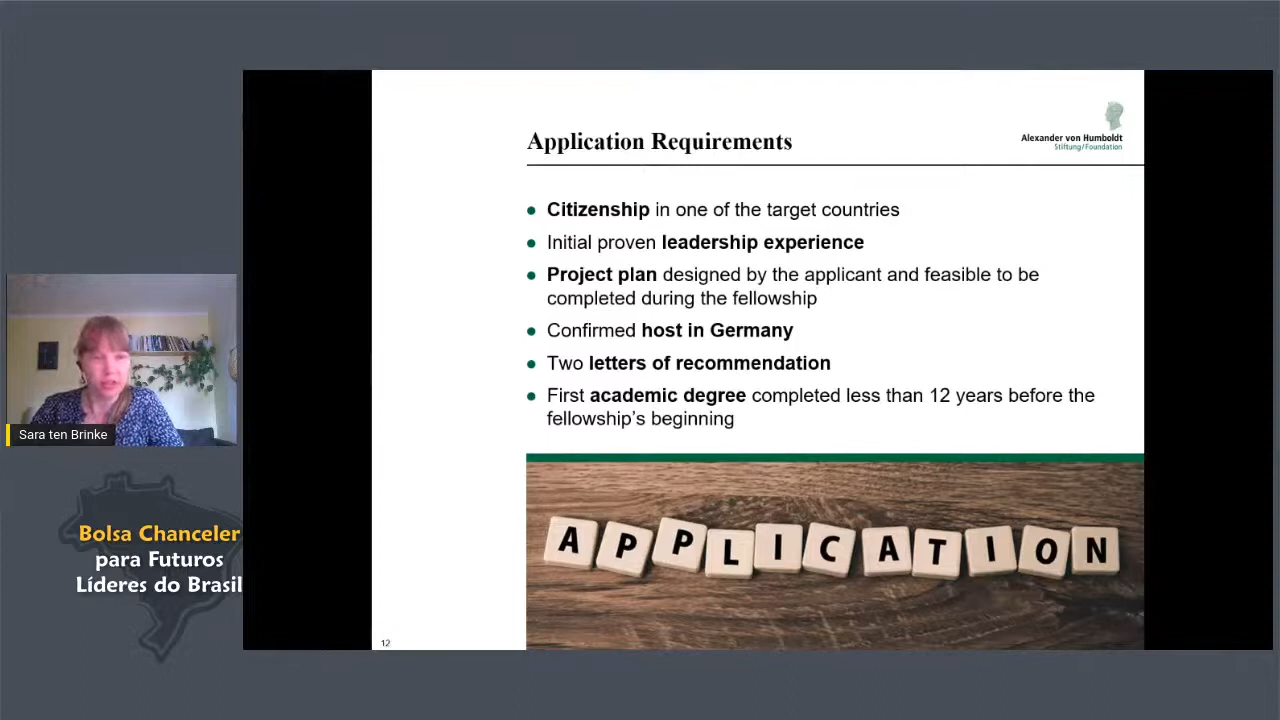 Application Requirements
Alexander von Humboldt
Stiftung/Foundation
● Citizenship in one of the target countries
● Initial proven leadership experience
● Project plan designed by the applicant and feasible to be
completed during the fellowship
● Confirmed host in Germany
● Two letters of recommendation
● First academic degree completed less than 12 years before the
fellowship's beginning
APPLICATION
12
Sara ten Brinke
Bolsa Chanceler
para Futuros
Líderes do Brasil